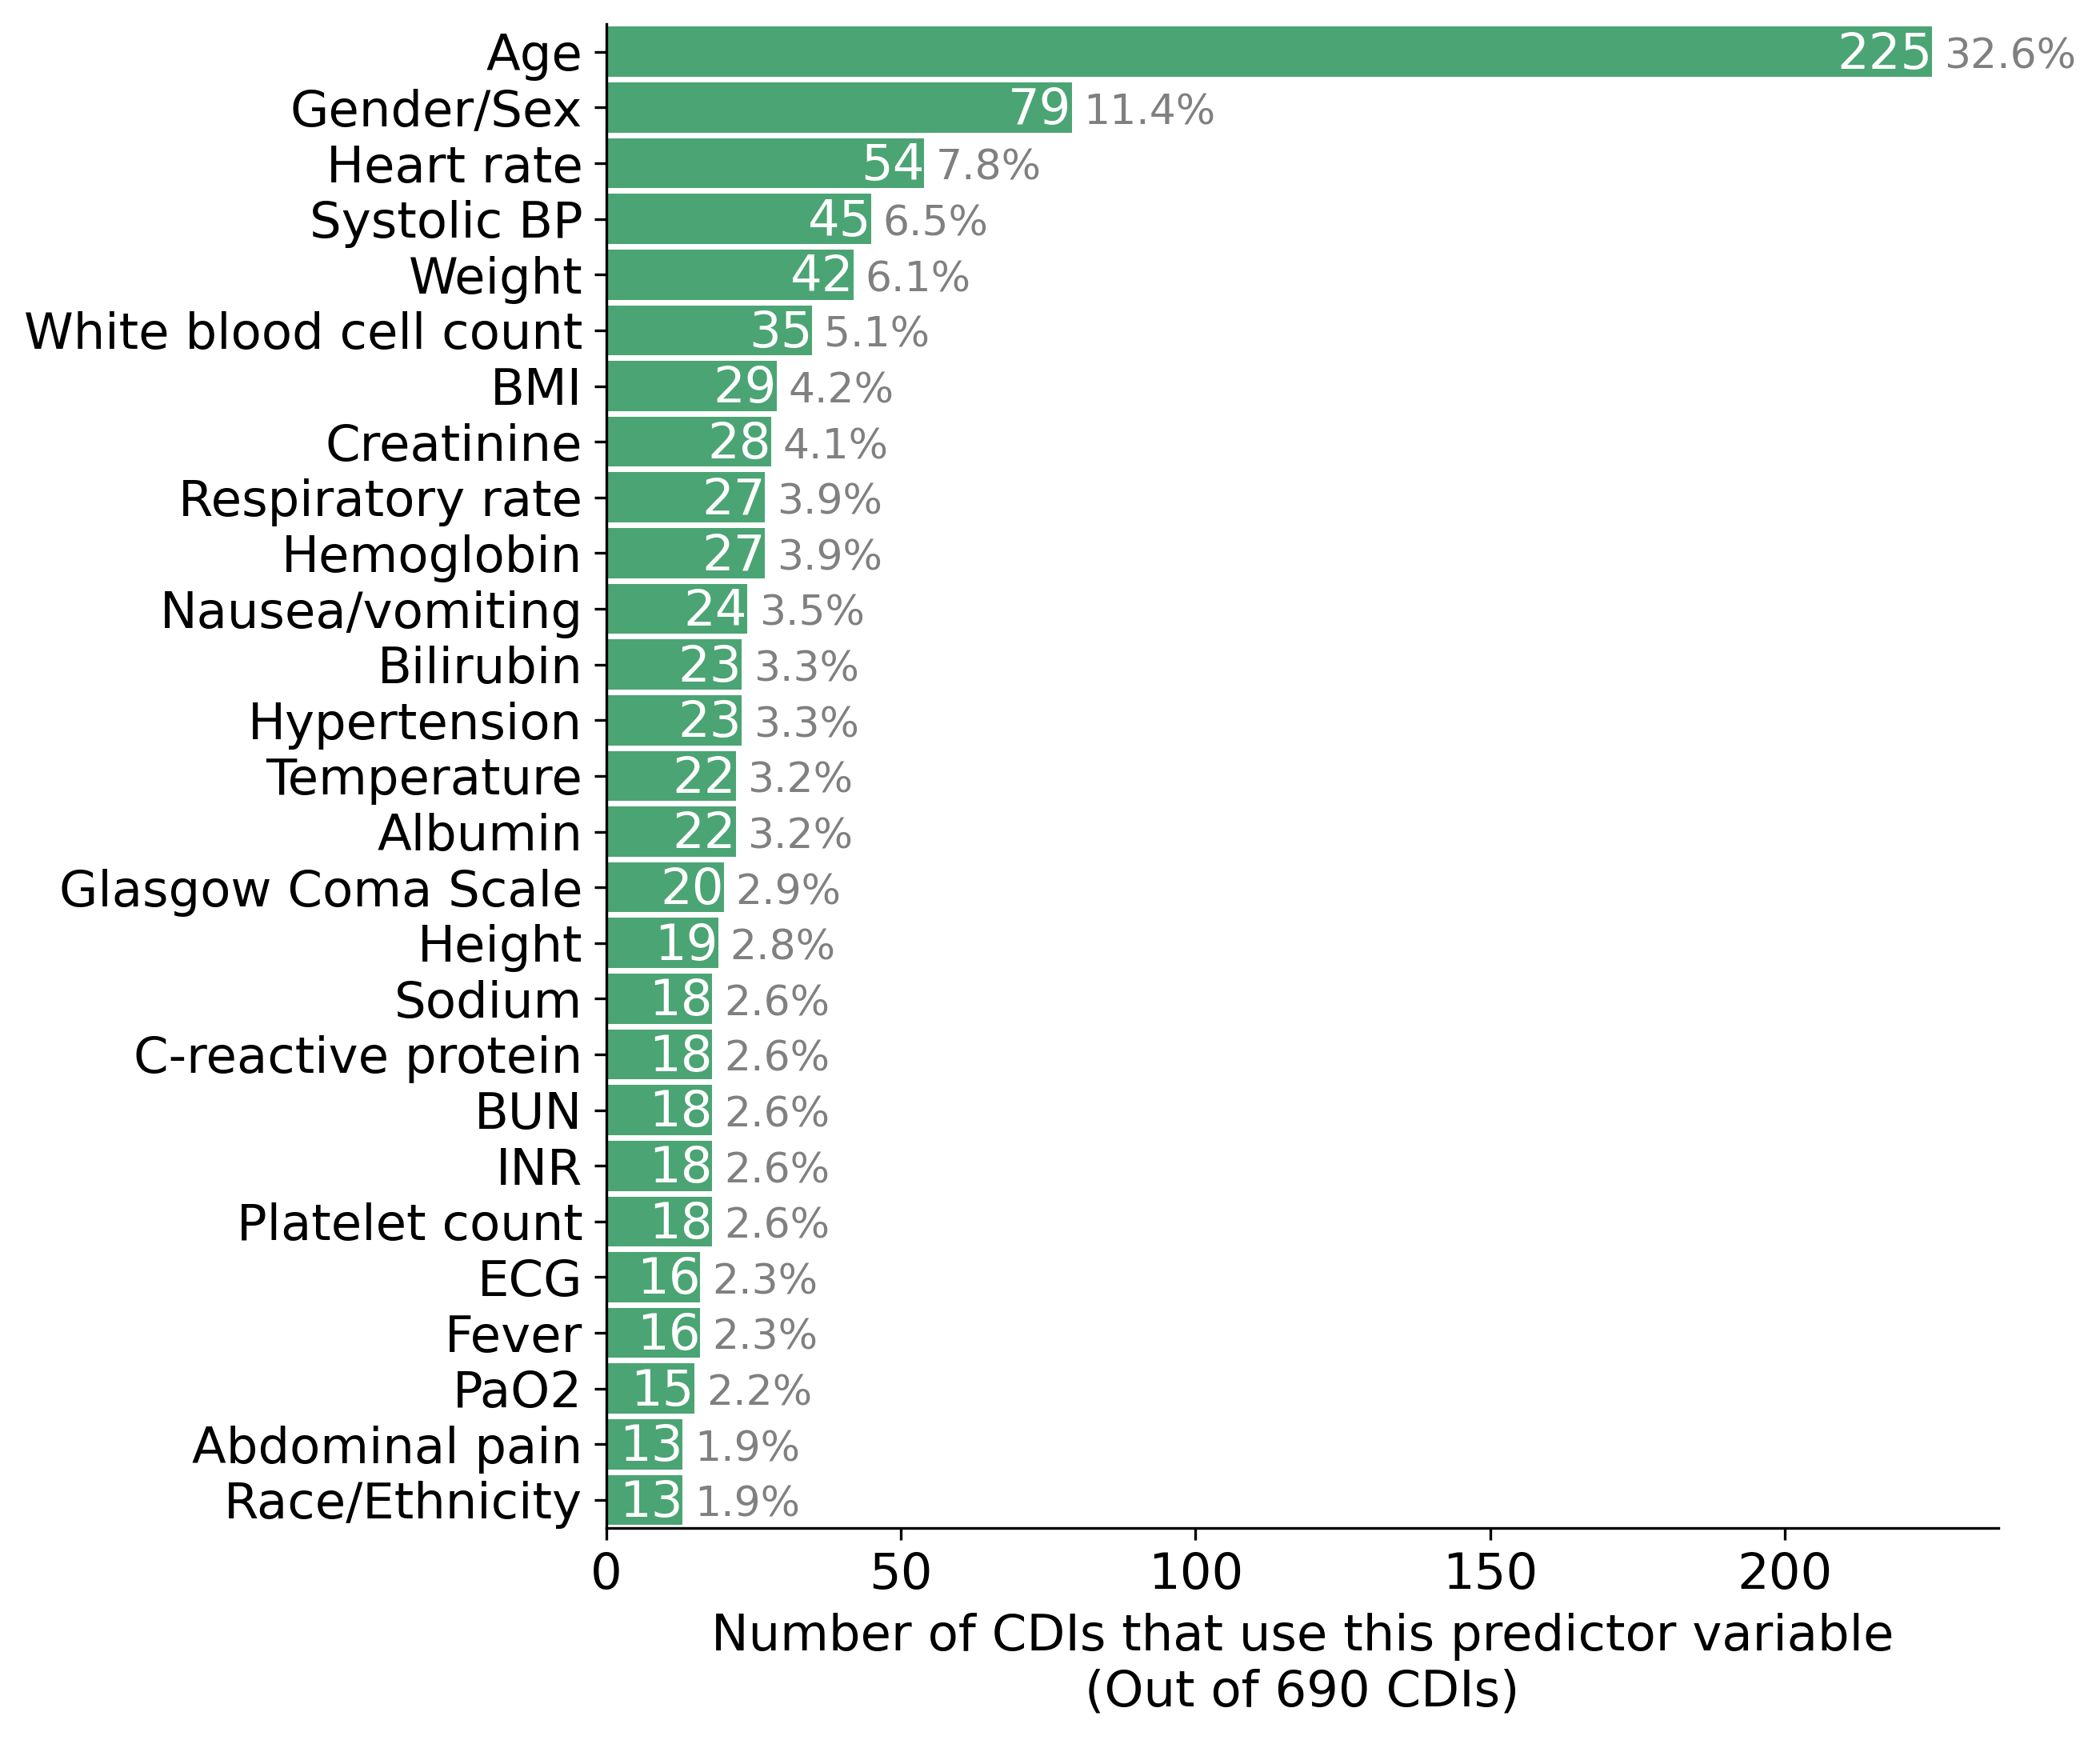 Age 225 32.6%
Gender/Sex 79 11.4%
Heart rate 54 7.8%
Systolic BP 45 6.5%
Weight 42 6.1%
White blood cell count 35 5.1%
BMI 29 4.2%
Creatinine 28 4.1%
Respiratory rate 27 3.9%
Hemoglobin 27 3.9%
Nausea/vomiting 24 3.5%
Bilirubin 23 3.3%
Hypertension 23 3.3%
Temperature 22 3.2%
Albumin 22 3.2%
Glasgow Coma Scale 20 2.9%
Height 19 2.8%
Sodium 18 2.6%
C-reactive protein 18 2.6%
BUN 18 2.6%
INR 18 2.6%
Platelet count 18 2.6%
ECG 16 2.3%
Fever 16 2.3%
PaO2 15 2.2%
Abdominal pain 13 1.9%
Race/Ethnicity 13 1.9%
0 50 100 150 200
Number of CDIs that use this predictor variable
(Out of 690 CDIs)